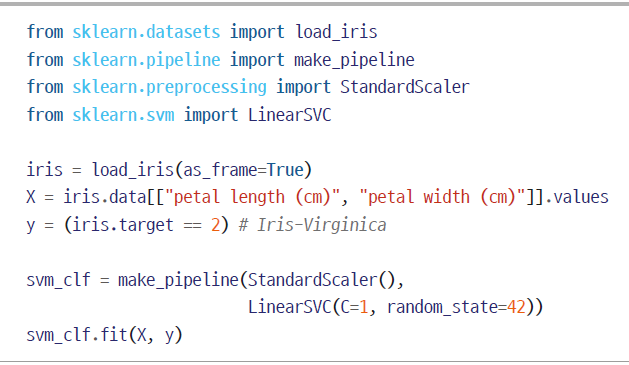 from sklearn.datasets import load_iris
from sklearn.pipeline import make_pipeline
from sklearn.preprocessing import StandardScaler
from sklearn.svm import LinearSVC

iris = load_iris(as_frame=True)
X = iris.data[["petal length (cm)", "petal width (cm)"]].values
y = (iris.target == 2) # Iris-Virginica

svm_clf = make_pipeline(StandardScaler(),
                        LinearSVC(C=1, random_state=42))
svm_clf.fit(X, y)